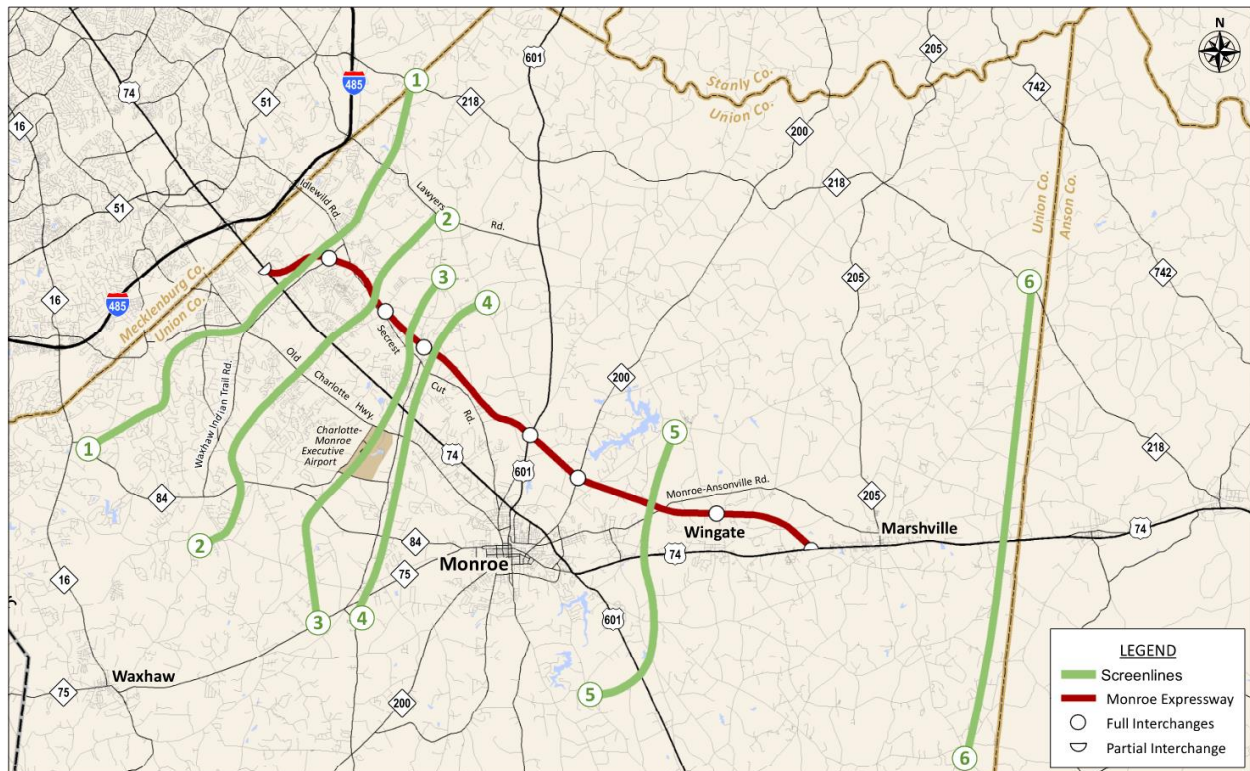 N
74
485
1
601
205
51
218
742
16
Stanly Co.
Union Co.
200
Idlewild Rd.
Lawyers
Rd.
51
2
218
Union Co.
Anson Co.
Mecklenburg Co.
Union Co.
3
205
742
6
16
485
4
Secrest
Cut
Rd.
Old
Charlotte
Hwy.
Waxhaw Indian Trail Rd.
200
Charlotte-
Monroe
Executive
Airport
5
1
74
601
218
84
Monroe-Ansonville Rd.
205
Wingate
Marshville
74
2
84
Monroe
74
75
16
3
4
601
Waxhaw
75
200
5
6
LEGEND
Screenlines
Monroe Expressway
Full Interchanges
Partial Interchange